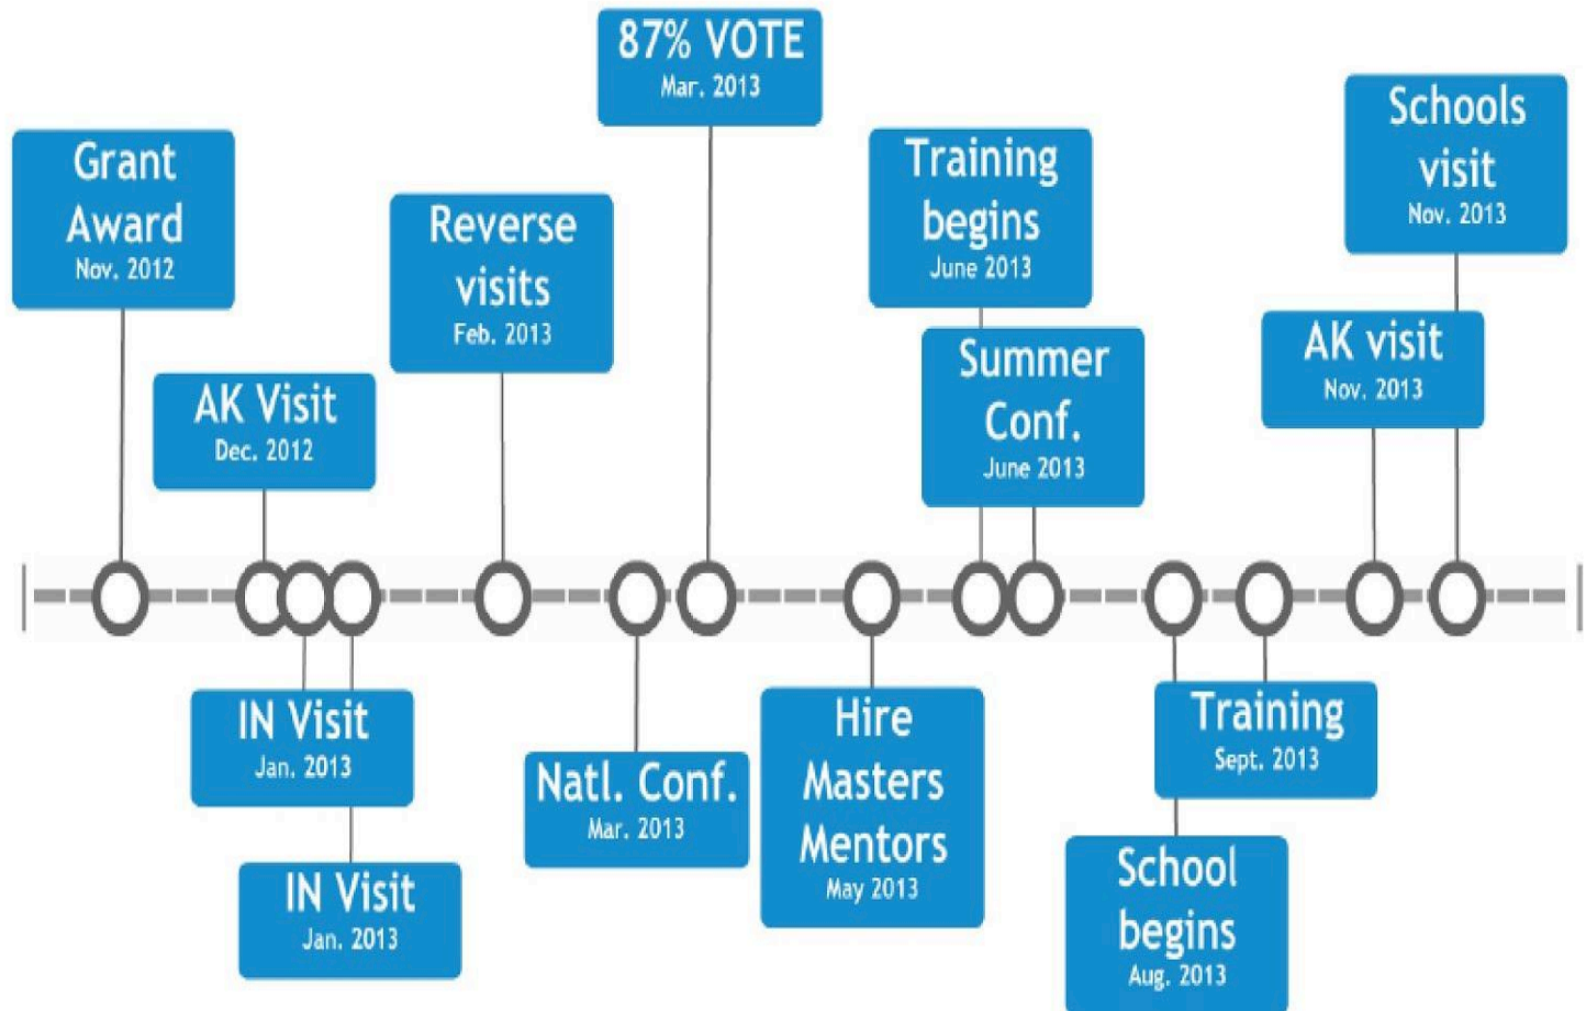 Grant
Award
Nov. 2012
AK Visit
Dec. 2012
IN Visit
Jan. 2013
IN Visit
Jan. 2013
Reverse
visits
Feb. 2013
Natl. Conf.
Mar. 2013
87% VOTE
Mar. 2013
Hire
Masters
Mentors
May 2013
Training
begins
June 2013
Summer
Conf.
June 2013
School
begins
Aug. 2013
Training
Sept. 2013
AK visit
Nov. 2013
Schools
visit
Nov. 2013